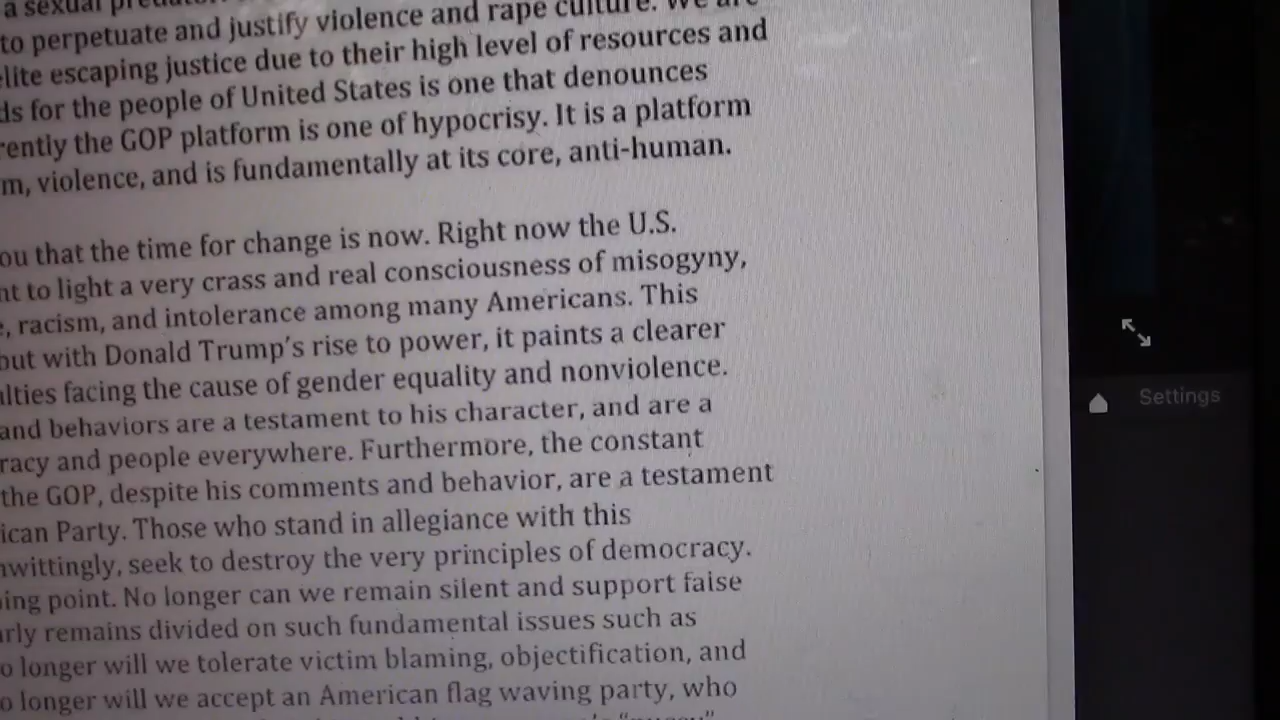 a sexual
to perpetuate and justify violence and rape culture. We are
elite escaping justice due to their high level of resources and
ds for the people of United States is one that denounces
rently the GOP platform is one of hypocrisy. It is a platform
m, violence, and is fundamentally at its core, anti-human.
ou that the time for change is now. Right now the U.S.
ht to light a very crass and real consciousness of misogyny,
e, racism, and intolerance among many Americans. This
but with Donald Trump's rise to power, it paints a clearer
ulties facing the cause of gender equality and nonviolence.
and behaviors are a testament to his character, and are a
racy and people everywhere. Furthermore, the constant
the GOP, despite his comments and behavior, are a testament
ican Party. Those who stand in allegiance with this
nwittingly, seek to destroy the very principles of democracy.
ing point. No longer can we remain silent and support false
arly remains divided on such fundamental issues such as
o longer will we tolerate victim blaming, objectification, and
o longer will we accept an American flag waving party, who
Settings